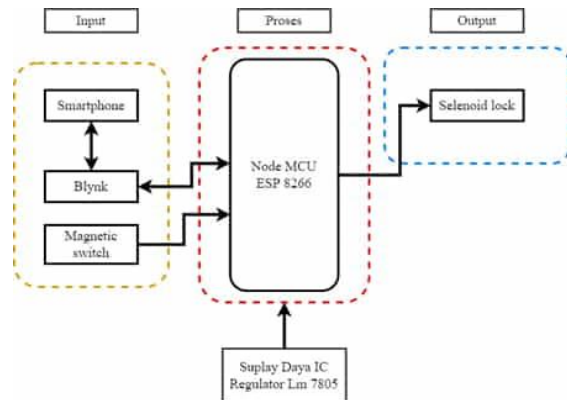 Input
Proses
Output
Smartphone
Blynk
Magnetic
switch
Node MCU
ESP 8266
Selenoid lock
Suplay Daya IC
Regulator Lm 7805